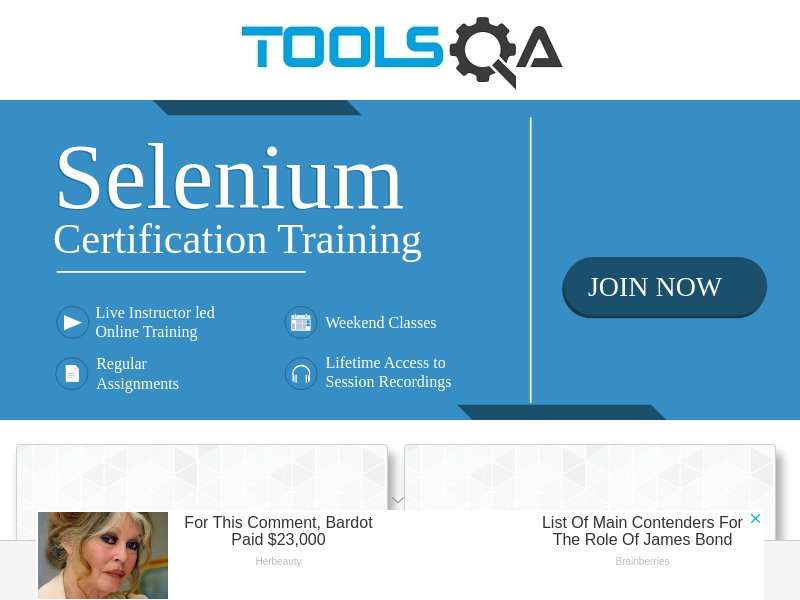 TOOLSQA
Selenium
Certification Training
Live Instructor led
Online Training
Weekend Classes
Regular
Assignments
Lifetime Access to
Session Recordings
JOIN NOW
For This Comment, Bardot
Paid $23,000
Herbeauty
List Of Main Contenders For
The Role Of James Bond
Brainberries